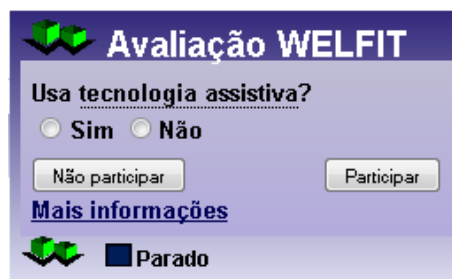 Avaliação WELFIT
Usa tecnologia assistiva?
Sim Não
Não participar Participar
Mais informações
Parado